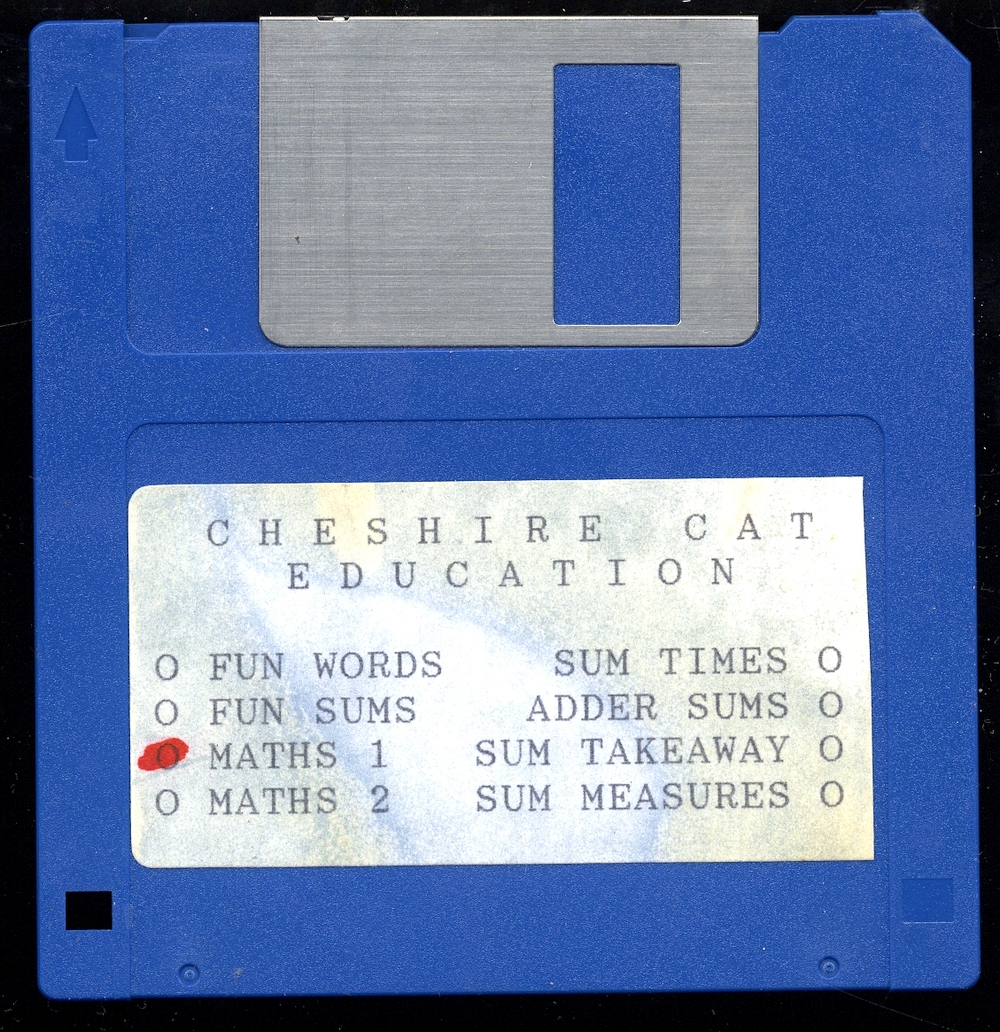 CHESHIRE CAT
EDUCATION
O FUN WORDS SUM TIMES O
O FUN SUMS ADDER SUMS O
O MATHS 1 SUM TAKEAWAY O
O MATHS 2 SUM MEASURES O